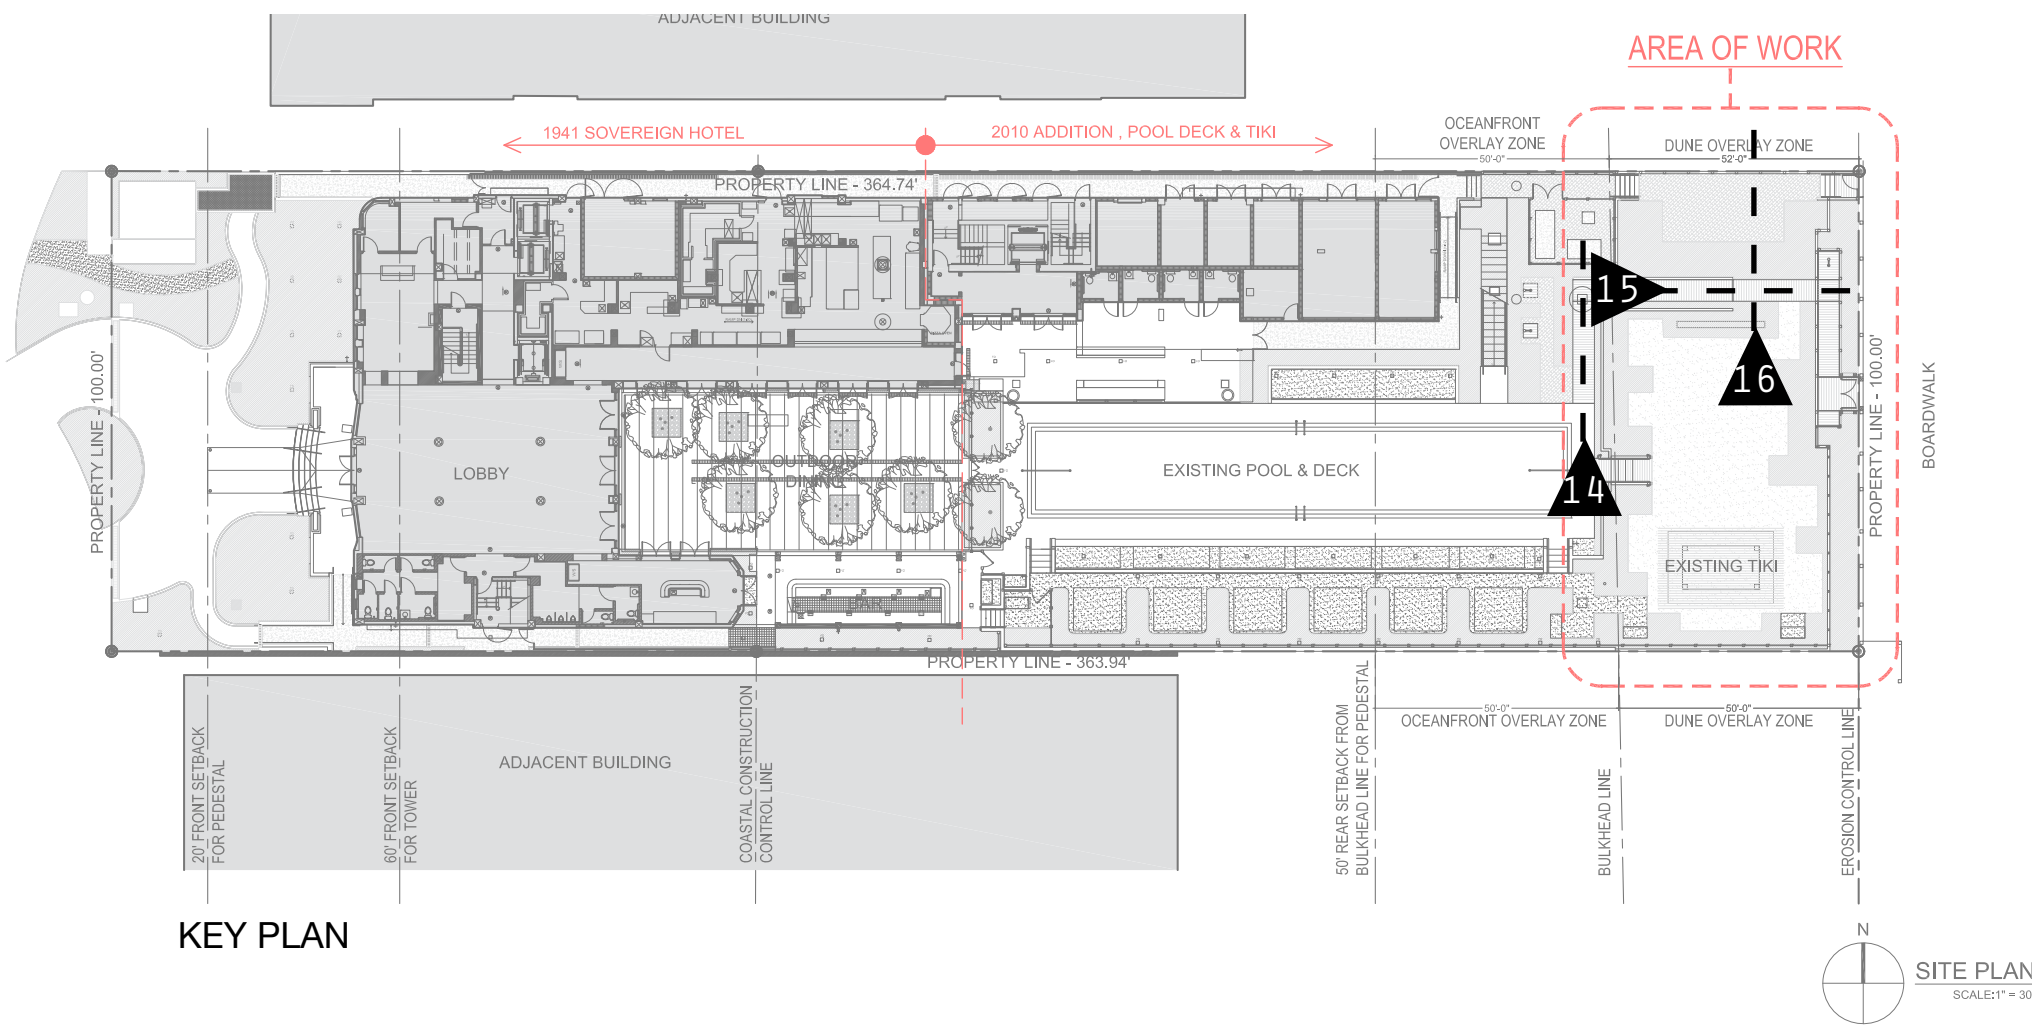 ADJACENT BUILDING
AREA OF WORK
1941 SOVEREIGN HOTEL
2010 ADDITION , POOL DECK & TIKI
OCEANFRONT
OVERLAY ZONE
50'-0"
DUNE OVERLAY ZONE
52'-0"
PROPERTY LINE - 364.74'
15
16
14
PROPERTY LINE - 100.00'
LOBBY
OUTDOOR
DINING
EXISTING POOL & DECK
EXISTING TIKI
BAR
PROPERTY LINE - 100.00'
BOARDWALK
PROPERTY LINE - 363.94'
50'-0"
OCEANFRONT OVERLAY ZONE
50'-0"
DUNE OVERLAY ZONE
ADJACENT BUILDING
20' FRONT SETBACK
FOR PEDESTAL
60' FRONT SETBACK
FOR TOWER
COASTAL CONSTRUCTION
CONTROL LINE
50' REAR SETBACK FROM
BULKHEAD LINE FOR PEDESTAL
BULKHEAD LINE
EROSION CONTROL LINE
KEY PLAN
N
SITE PLAN
SCALE:1" = 30